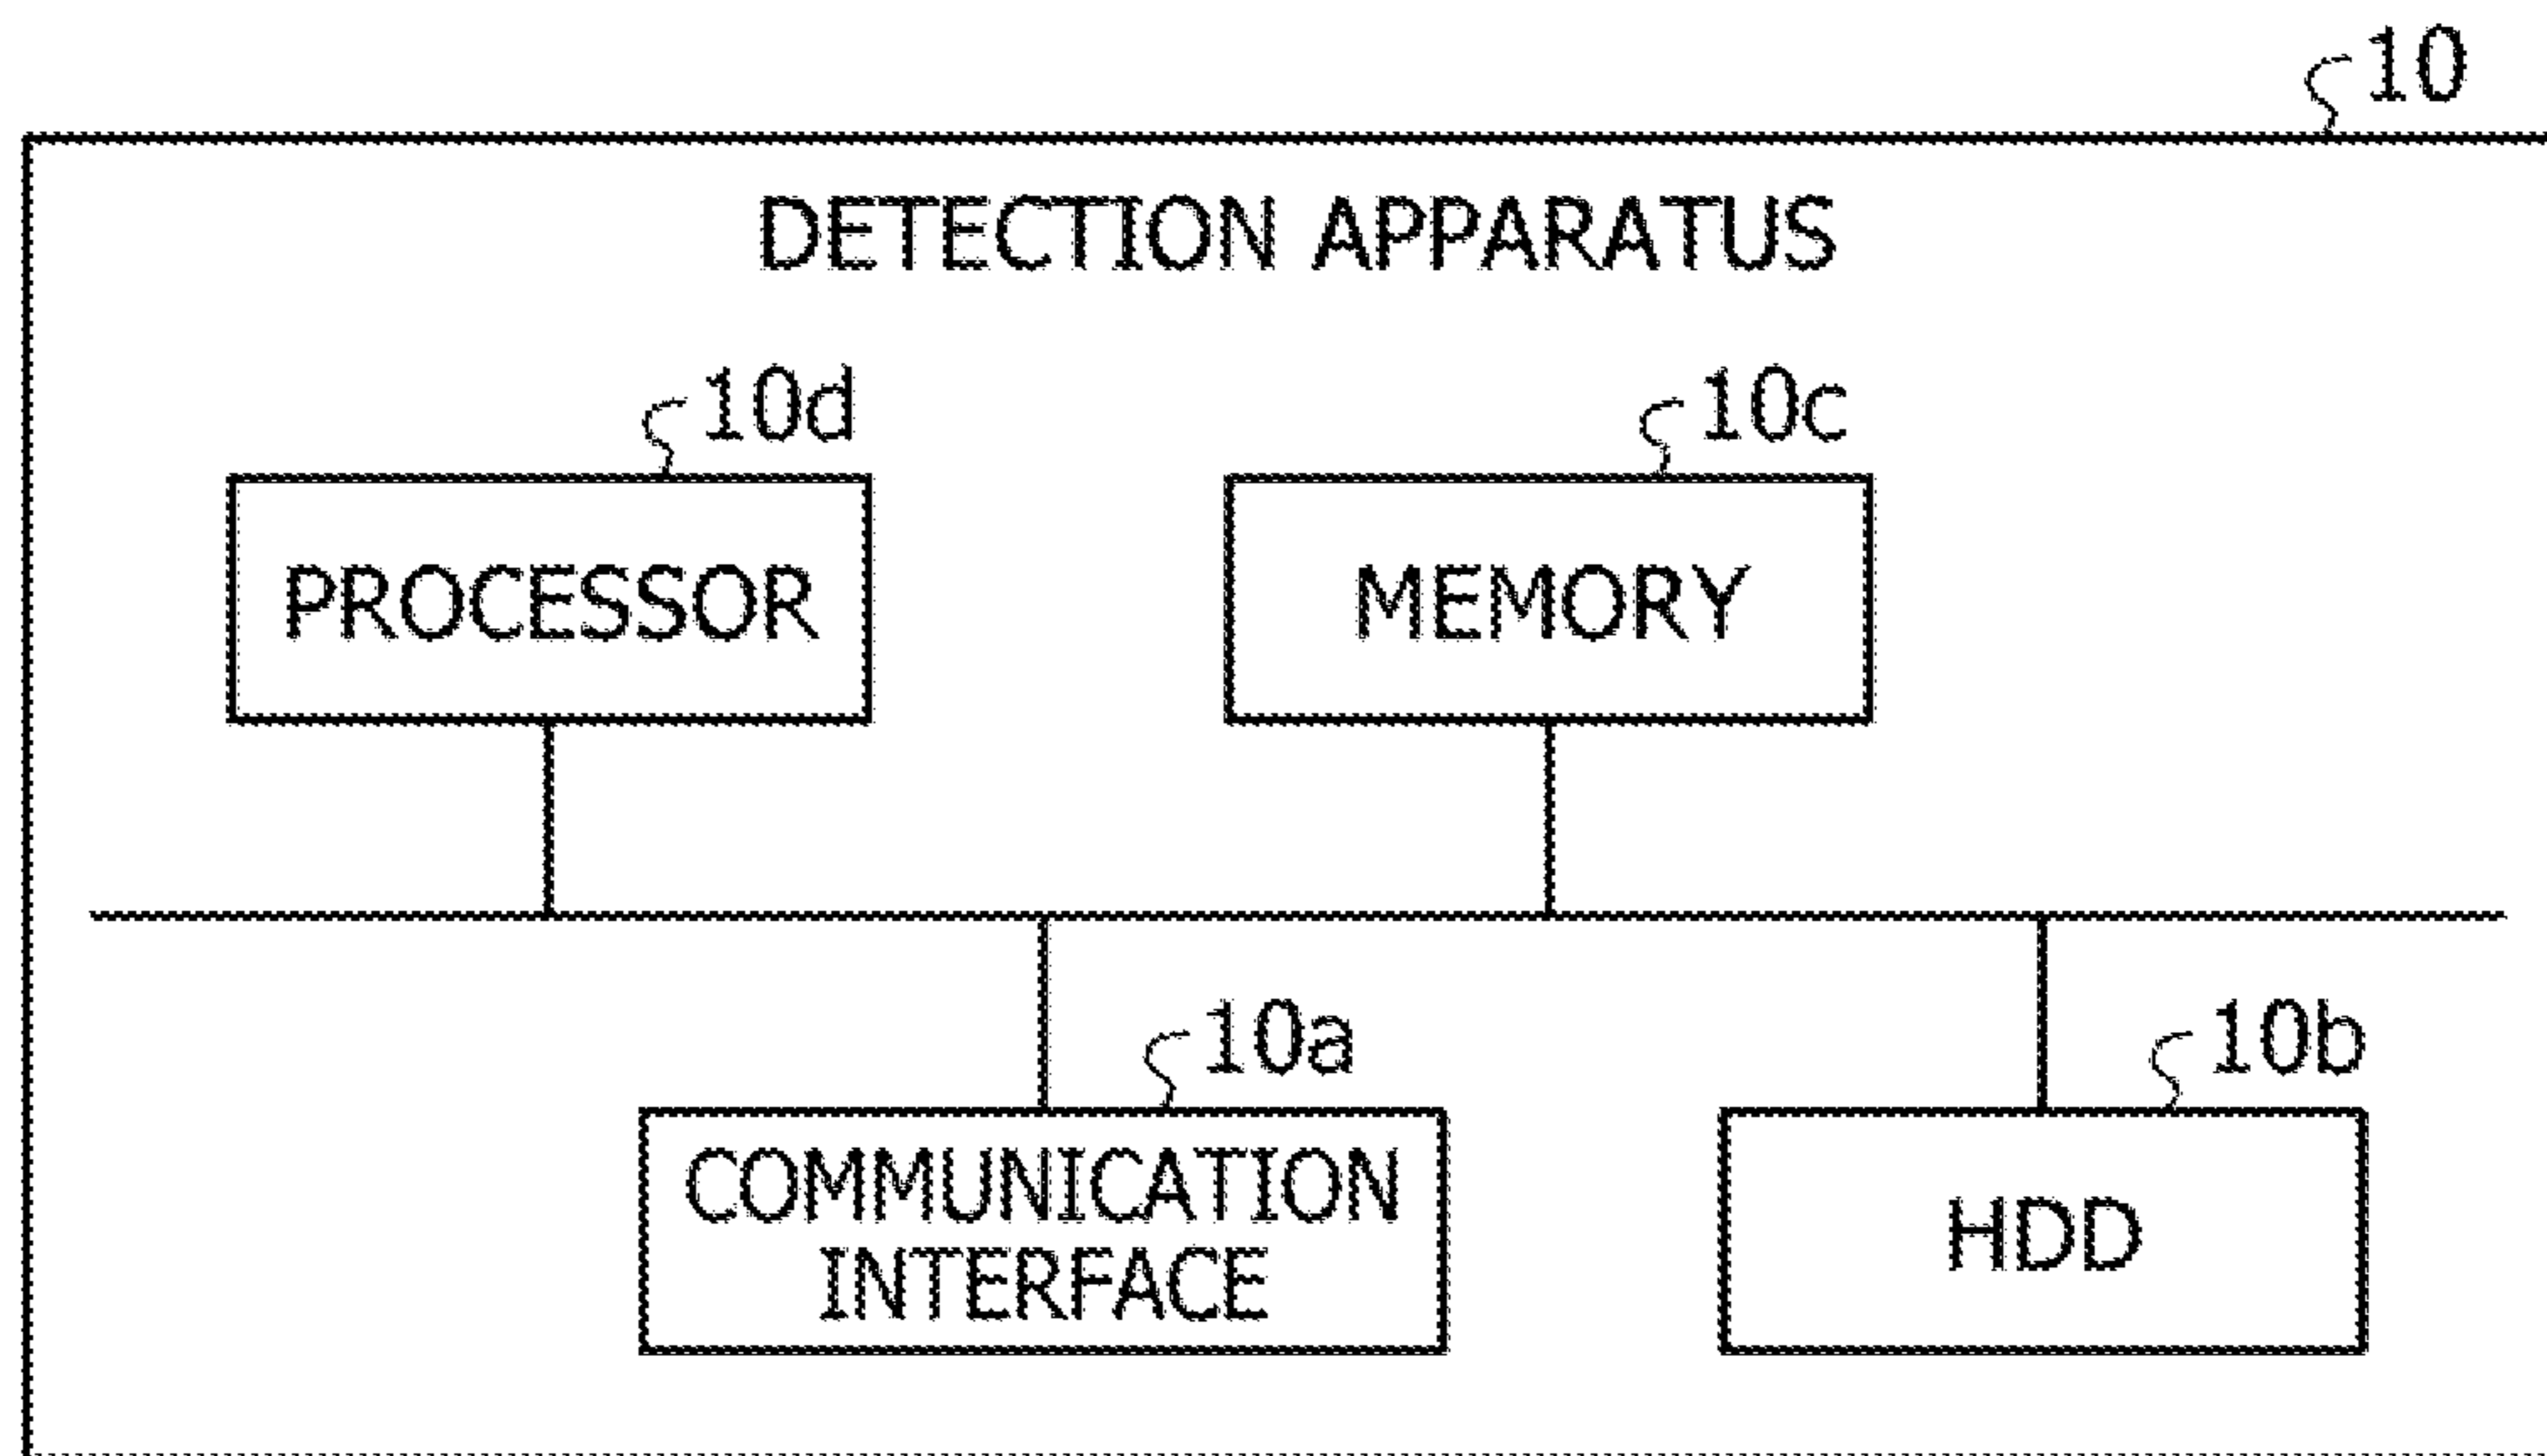 10
DETECTION APPARATUS
10d
10c
PROCESSOR
MEMORY
10a
10b
COMMUNICATION
INTERFACE
HDD